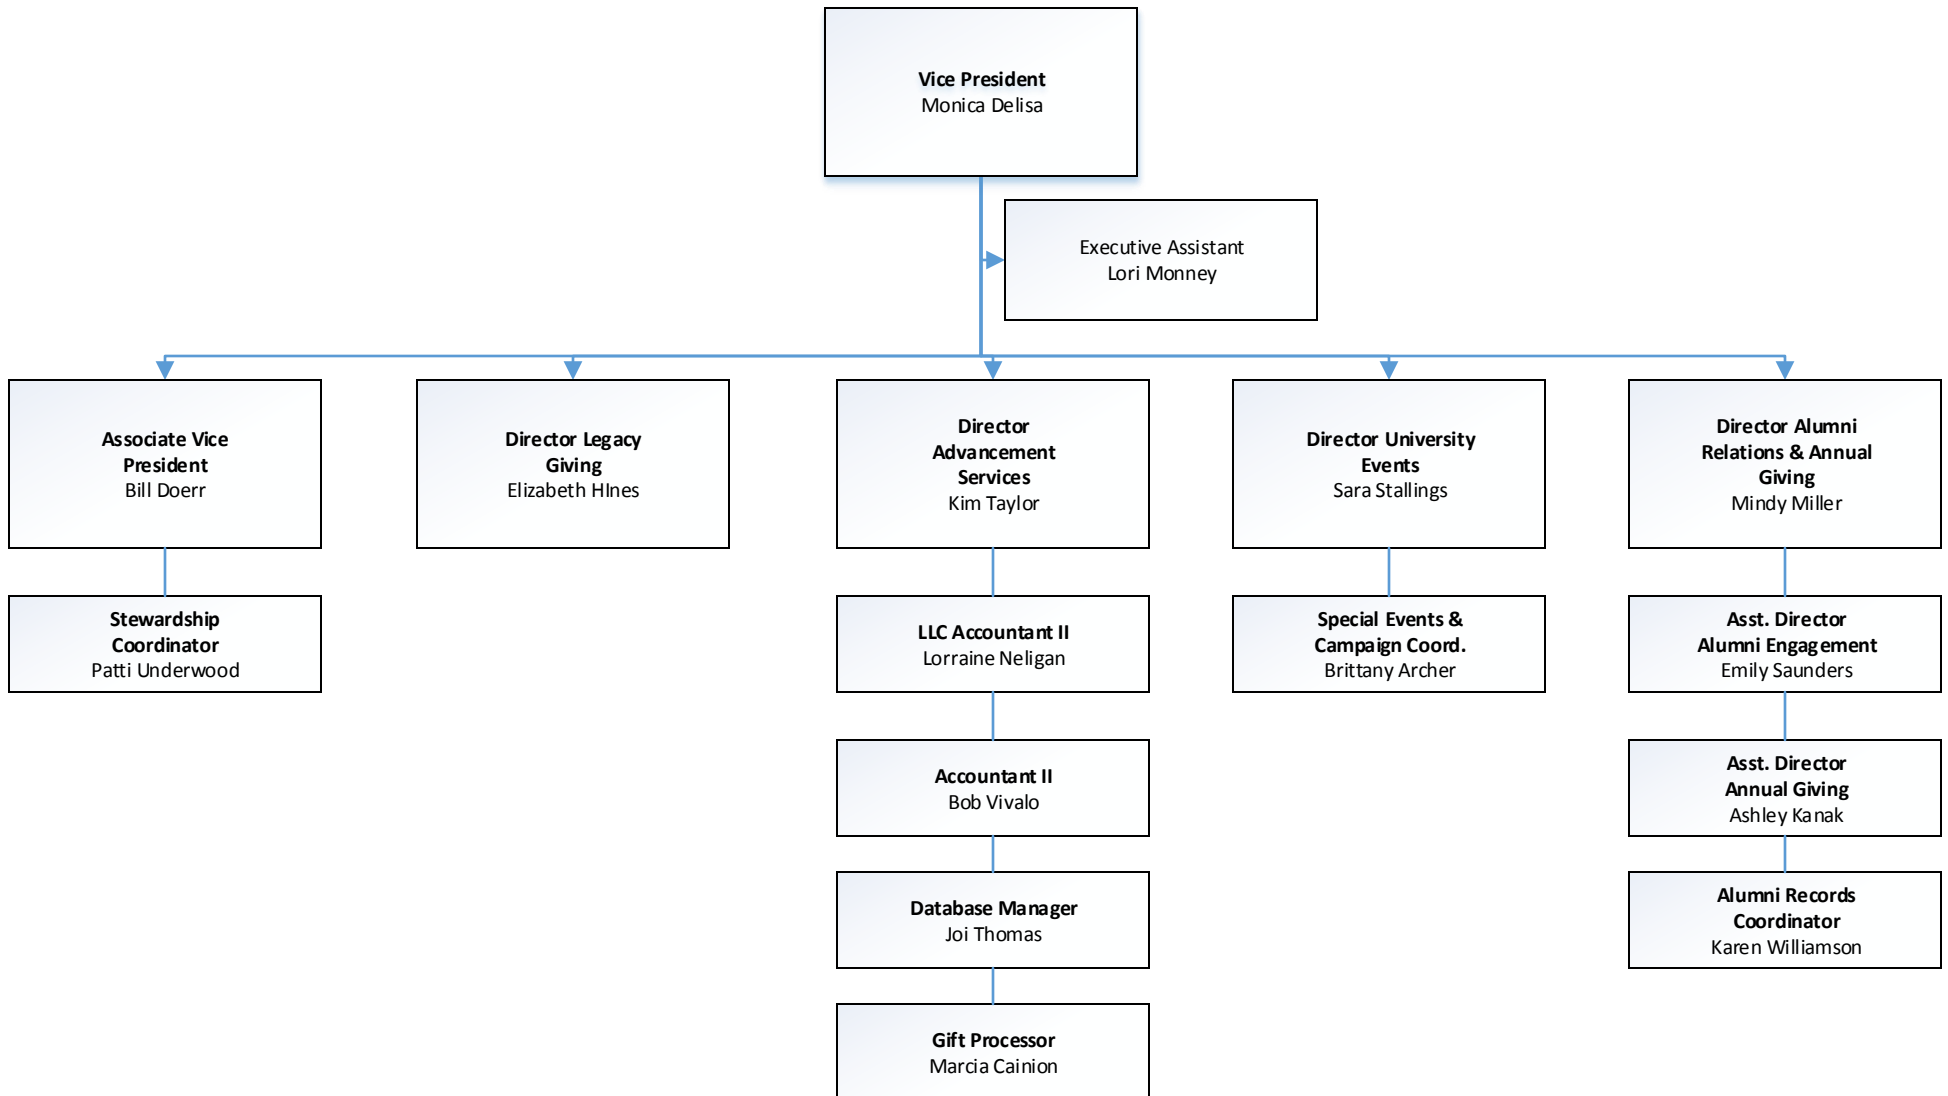 Vice President
Monica Delisa
Executive Assistant
Lori Monney
Associate Vice
President
Bill Doerr
Director Legacy
Giving
Elizabeth HInes
Director
Advancement
Services
Kim Taylor
Director University
Events
Sara Stallings
Director Alumni
Relations & Annual
Giving
Mindy Miller
Stewardship
Coordinator
Patti Underwood
LLC Accountant II
Lorraine Neligan
Special Events &
Campaign Coord.
Brittany Archer
Asst. Director
Alumni Engagement
Emily Saunders
Accountant II
Bob Vivalo
Asst. Director
Annual Giving
Ashley Kanak
Database Manager
Joi Thomas
Alumni Records
Coordinator
Karen Williamson
Gift Processor
Marcia Cainion